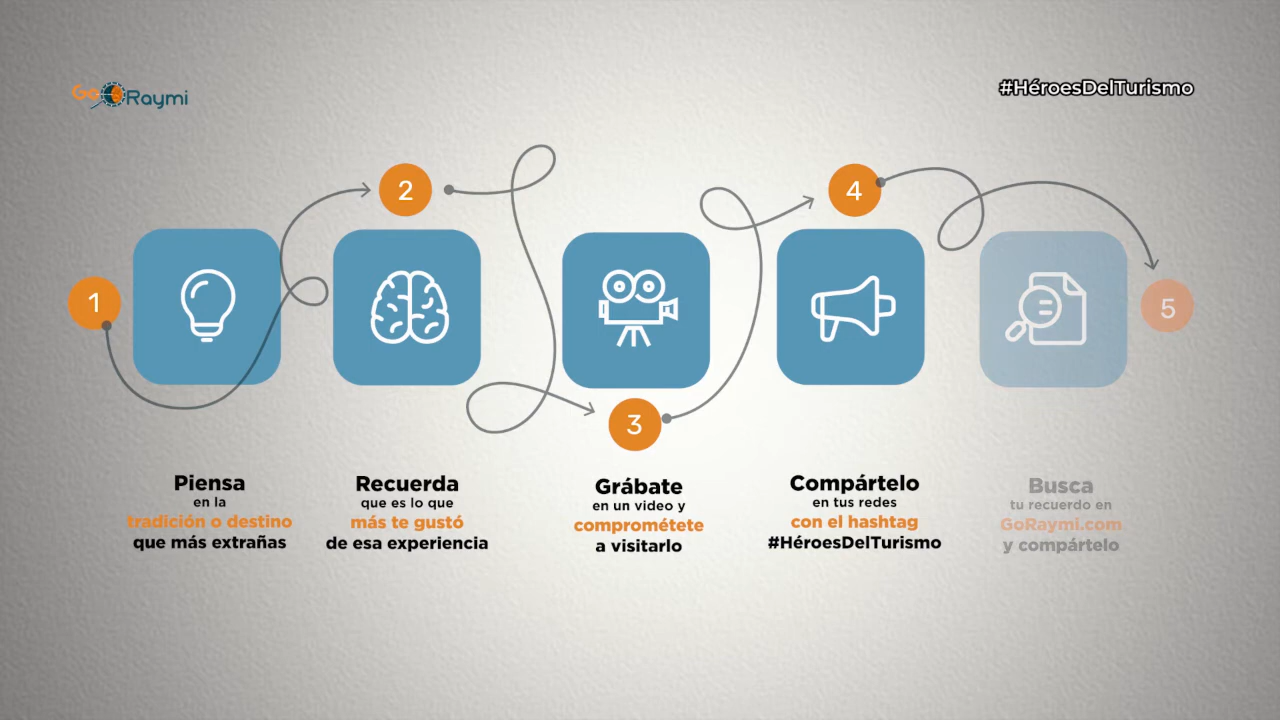 GoRaymi
#HéroesDelTurismo
1
2
3
4
5
Piensa
en la
tradición o destino
que más extrañas
Recuerda
que es lo que
más te gustó
de esa experiencia
Grábate
en un video y
comprométete
a visitarlo
Compártelo
en tus redes
con el hashtag
#HéroesDelTurismo
Busca
tu recuerdo en
GoRaymi.com
y compártelo